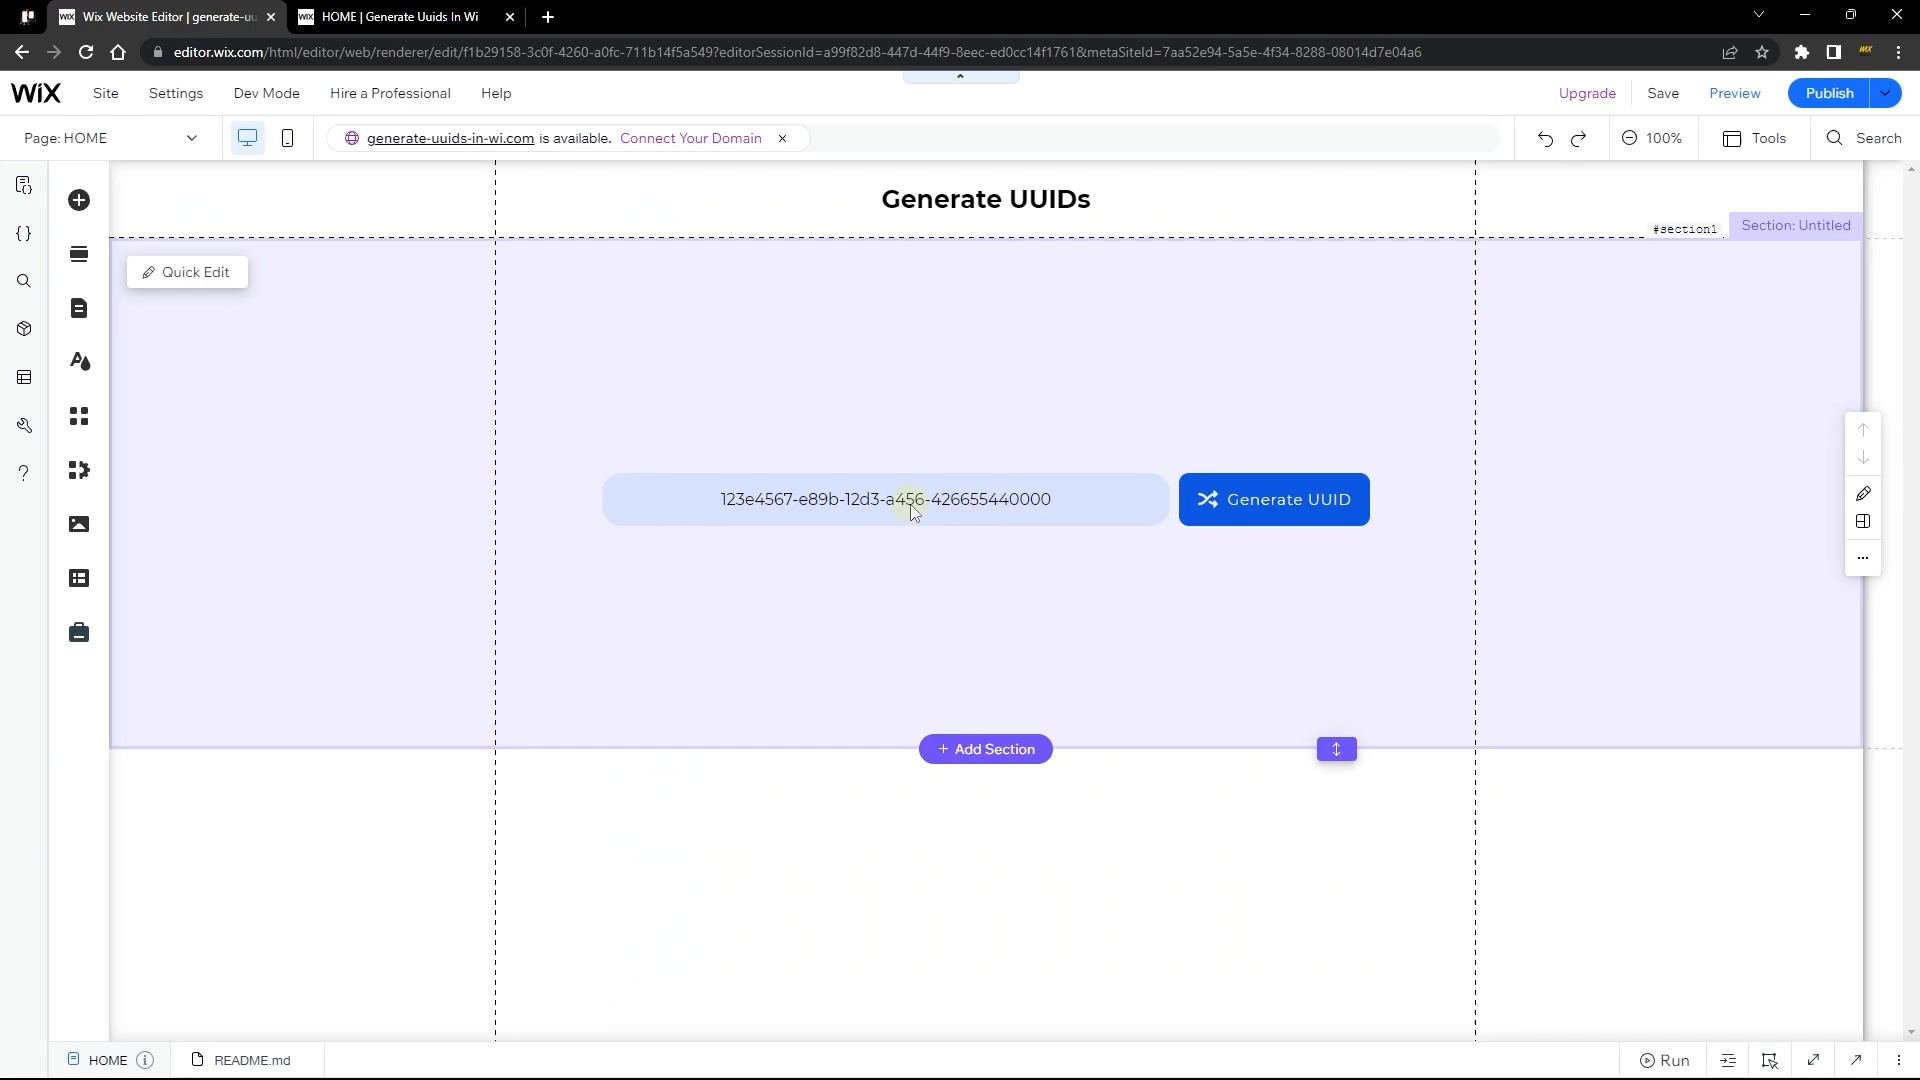 Wix Website Editor | generate-uu
HOME | Generate Uuids In Wi
editor.wix.com/html/editor/web/renderer/edit/f1b29158-3c0f-4260-a0fc-711b14f5a549?editorSessionId=a99f82d8-447d-44f9-8eec-ed0cc14f1761&metaSiteId=7aa52e94-5a5e-4f34-8288-08014d7e04a6
WiX Site Settings Dev Mode Hire a Professional Help Upgrade Save Preview Publish
Page: HOME generate-uuids-in-wi.com is available. Connect Your Domain 100% Tools Search
Generate UUIDs
#section1 Section: Untitled
Quick Edit
123e4567-e89b-12d3-a456-426655440000 Generate UUID
+ Add Section
HOME README.md Run